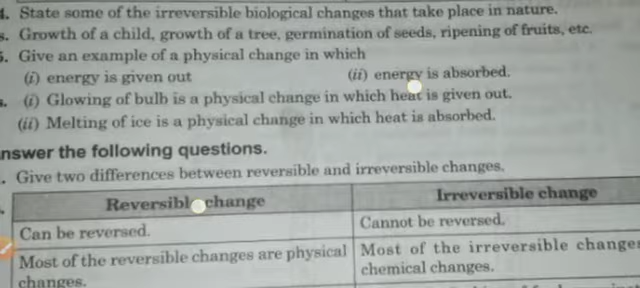 4. State some of the irreversible biological changes that take place in nature.
s. Growth of a child, growth of a tree, germination of seeds, ripening of fruits, etc.
5. Give an example of a physical change in which
(i) energy is given out (ii) energy is absorbed.
s. (i) Glowing of bulb is a physical change in which heat is given out.
(ii) Melting of ice is a physical change in which heat is absorbed.
nswer the following questions.
. Give two differences between reversible and irreversible changes.
Reversible change Irreversible change
Can be reversed. Cannot be reversed.
Most of the reversible changes are physical changes.
Most of the irreversible changes chemical changes.